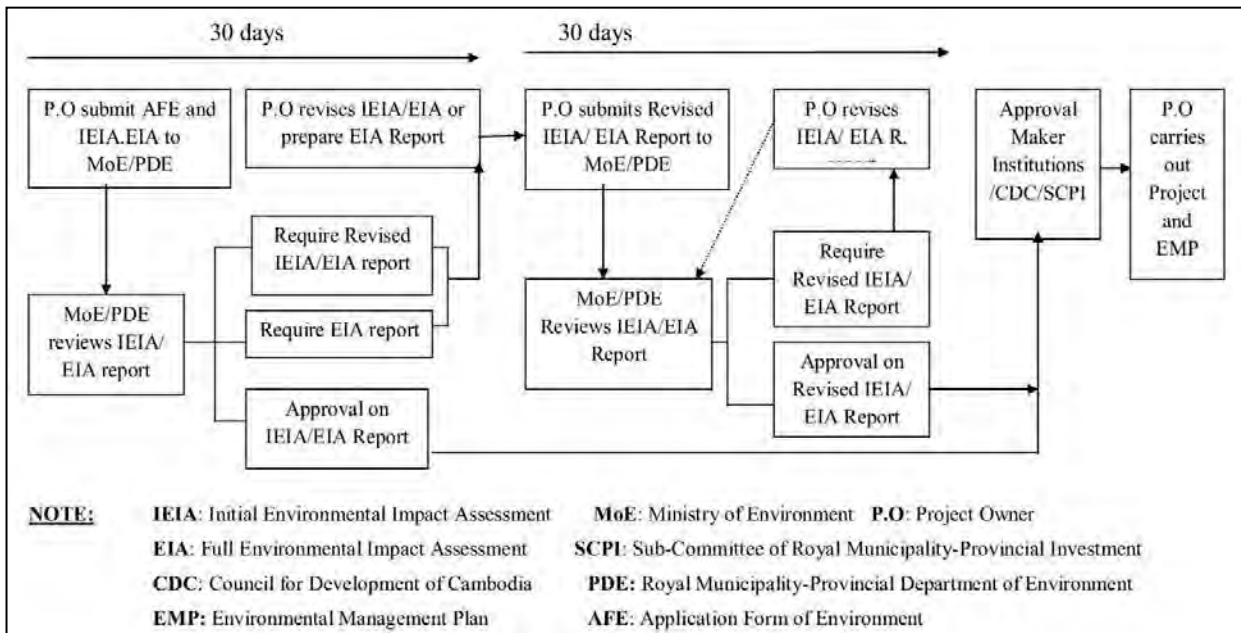 30 days
30 days
P.O submit AFE and
IEIA.EIA to
MoE/PDE
P.O revises IEIA/EIA or
prepare EIA Report
P.O submits Revised
IEIA/ EIA Report to
MoE/PDE
P.O revises
IEIA/ EIA R.
Approval
Maker
Institutions
/CDC/SCPI
P.O
carries
out
Project
and
EMP
MoE/PDE
reviews IEIA/
EIA report
Require Revised
IEIA/EIA report
Require EIA report
Approval on
IEIA/EIA Report
MoE/PDE
Reviews IEIA/EIA
Report
Require
Revised IEIA/
EIA Report
Approval on
Revised IEIA/
EIA Report
NOTE: IEIA: Initial Environmental Impact Assessment MoE: Ministry of Environment P.O: Project Owner
EIA: Full Environmental Impact Assessment SCPI: Sub-Committee of Royal Municipality-Provincial Investment
CDC: Council for Development of Cambodia PDE: Royal Municipality-Provincial Department of Environment
EMP: Environmental Management Plan AFE: Application Form of Environment